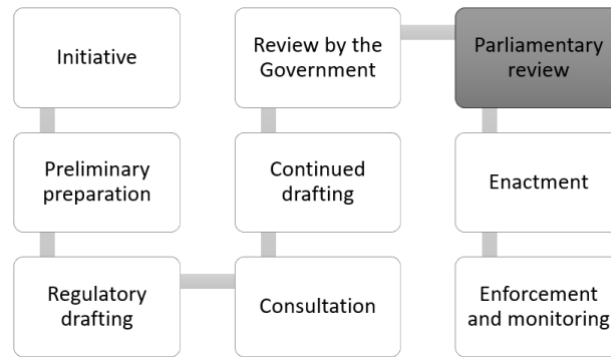 Initiative
Preliminary
preparation
Regulatory
drafting
Consultation
Continued
drafting
Review by the
Government
Parliamentary
review
Enactment
Enforcement
and monitoring